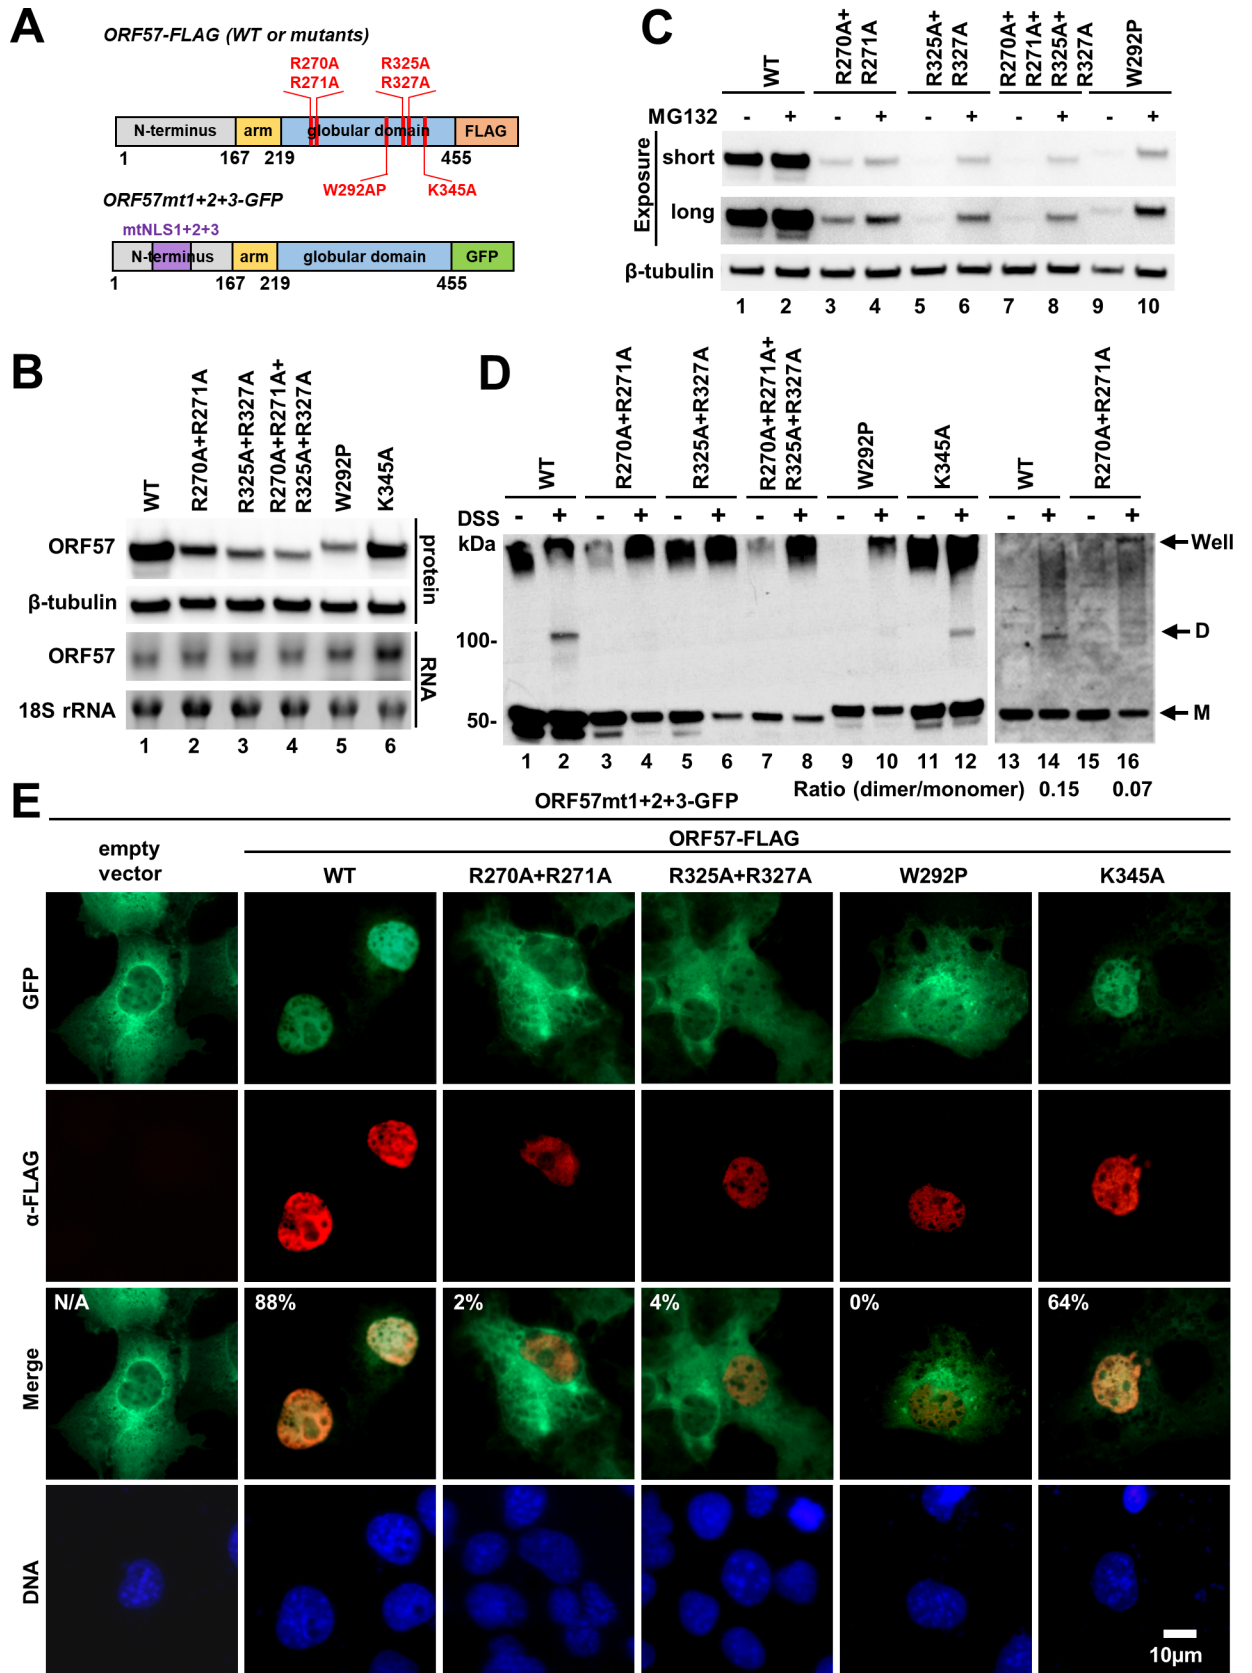 A
ORF57-FLAG (WT or mutants)
R270A R325A
R271A R327A
N-terminus arm globular domain FLAG
1 167 219 455
W292AP K345A
ORF57mt1+2+3-GFP
mtNLS1+2+3
N-terminus arm globular domain GFP
1 167 219 455
B
WT
R270A+R271A
R325A+R327A
R270A+R271A+
R325A+R327A
W292P
K345A
ORF57
β-tubulin
protein
ORF57
18S rRNA
RNA
1 2 3 4 5 6
C
WT
R270A+
R271A
R325A+
R327A
R270A+
R271A+
R325A+
R327A
W292P
MG132 - + - + - + - + - +
Exposure
short
long
β-tubulin
1 2 3 4 5 6 7 8 9 10
D
WT
R270A+R271A
R325A+R327A
R270A+R271A+
R325A+R327A
W292P
K345A
WT
R270A+R271A
DSS - + - + - + - + - + - + - + - +
kDa
100-
50-
Well
D
M
1 2 3 4 5 6 7 8 9 10 11 12 13 14 15 16
Ratio (dimer/monomer) 0.15 0.07
E
ORF57mt1+2+3-GFP
ORF57-FLAG
empty
vector
WT R270A+R271A R325A+R327A W292P K345A
GFP
α-FLAG
Merge
N/A 88% 2% 4% 0% 64%
DNA
10µm